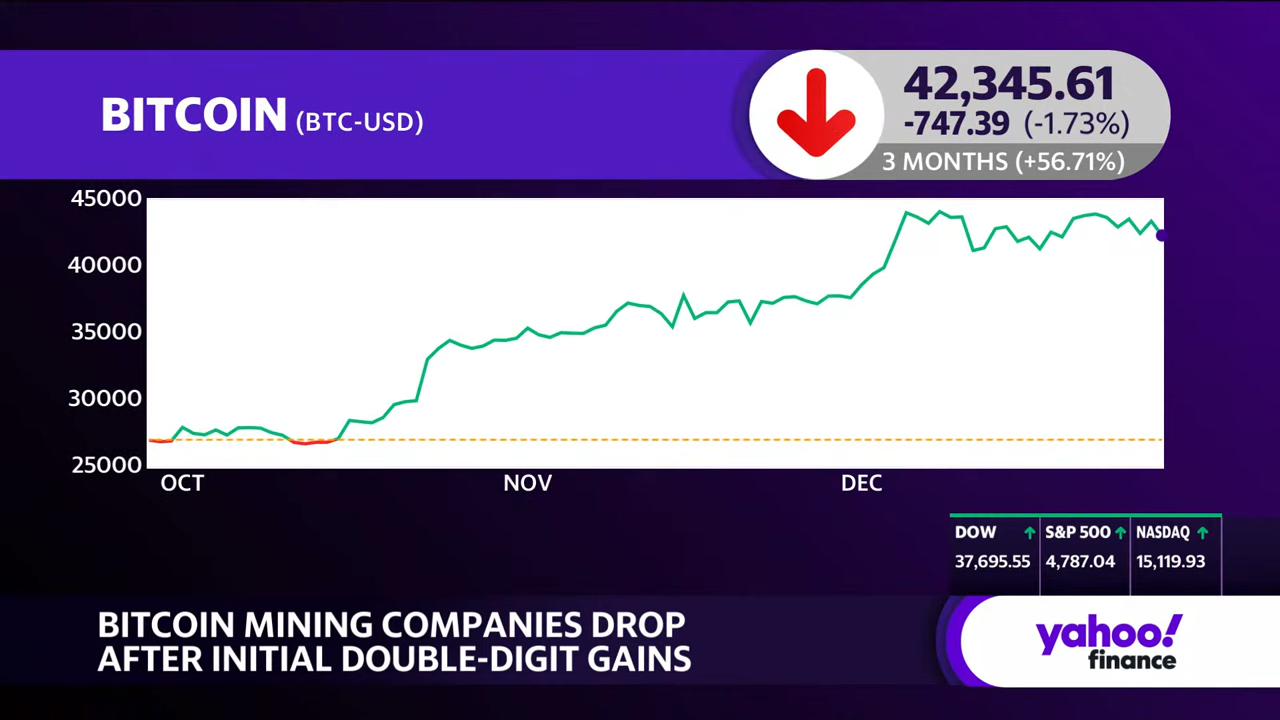 BITCOIN (BTC-USD)
42,345.61
-747.39 (-1.73%)
3 MONTHS (+56.71%)
45000
40000
35000
30000
25000
OCT NOV DEC
DOW S&P 500 NASDAQ
37,695.55 4,787.04 15,119.93
BITCOIN MINING COMPANIES DROP
AFTER INITIAL DOUBLE-DIGIT GAINS
yahoo!
finance